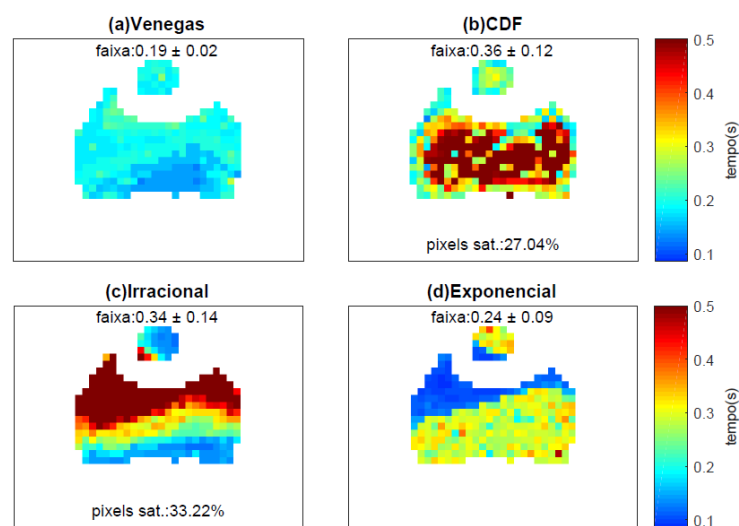 (a)Venegas
faixa:0.19 ± 0.02
(b)CDF
faixa:0.36 ± 0.12
pixels sat.:27.04%
0.5
0.4
0.3
0.2
0.1
tempo(s)
(c)Irracional
faixa:0.34 ± 0.14
pixels sat.:33.22%
(d)Exponencial
faixa:0.24 ± 0.09
0.5
0.4
0.3
0.2
0.1
tempo(s)